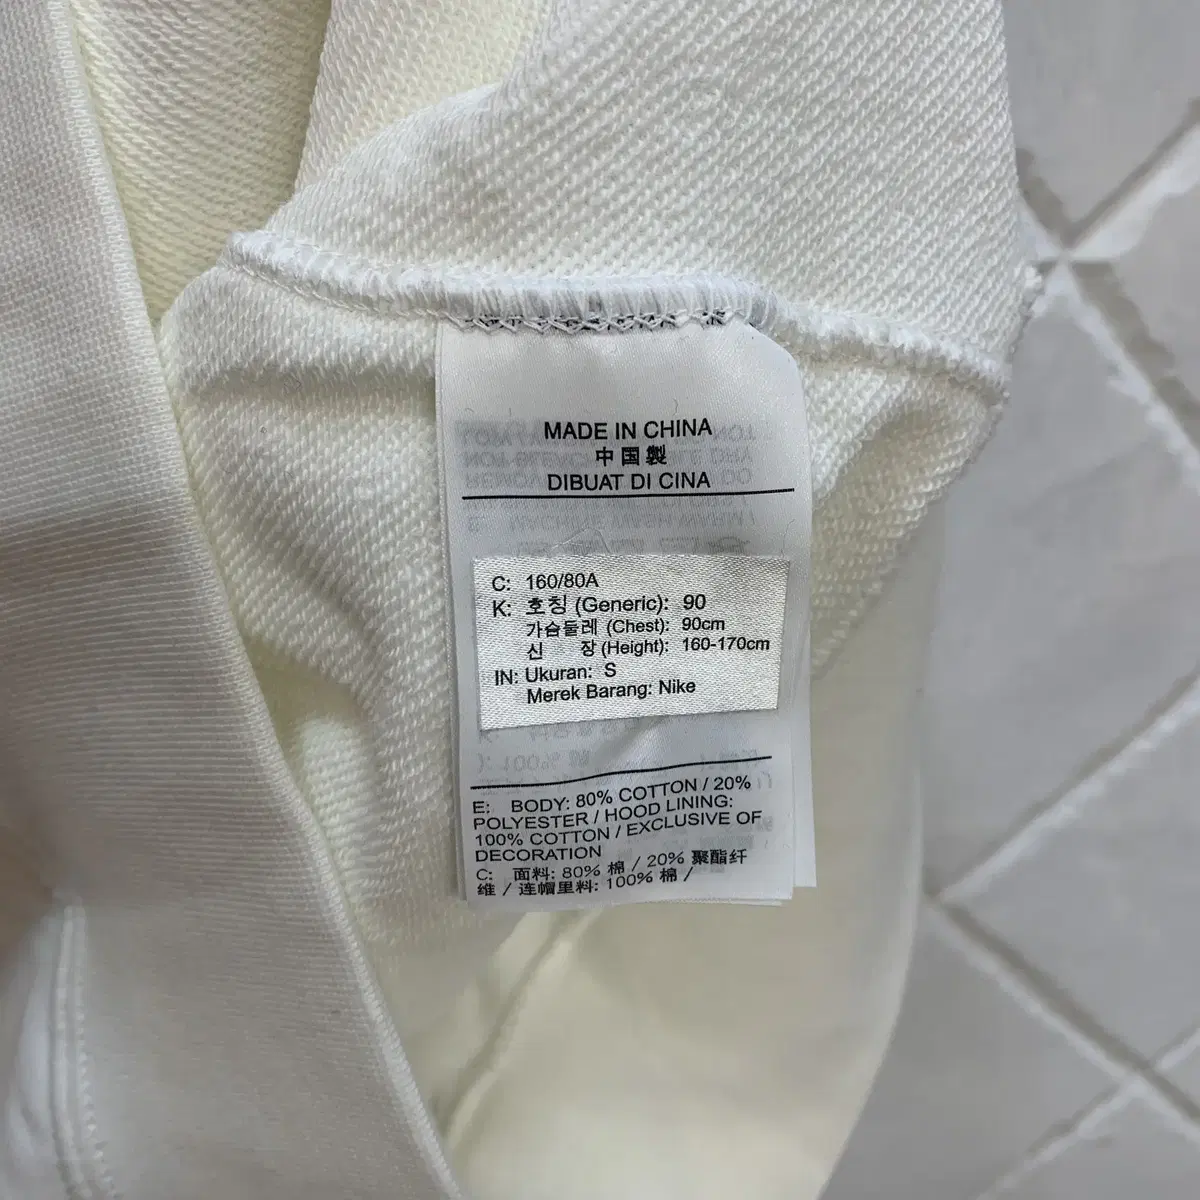 MADE IN CHINA
中国製
DIBUAT DI CINA
C: 160/80A
K: 호칭 (Generic): 90
가슴둘레 (Chest): 90cm
신 장 (Height): 160-170cm
IN: Ukuran: S
Merek Barang: Nike
E: BODY: 80% COTTON / 20%
POLYESTER / HOOD LINING:
100% COTTON / EXCLUSIVE OF
DECORATION
C: 面料: 80% 棉 / 20% 聚酯纤
维 / 连帽里料: 100% 棉 /